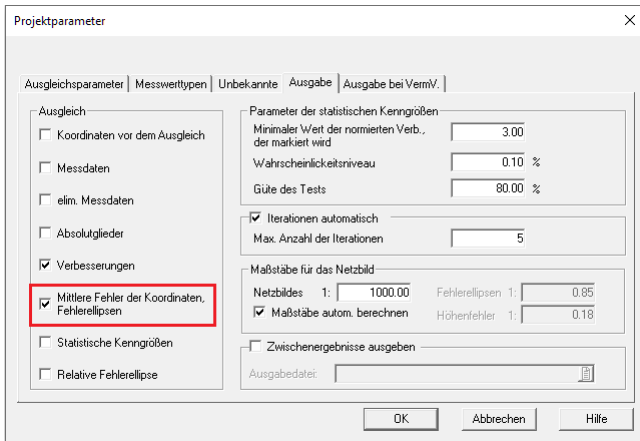 Projektparameter
Ausgleichsparameter
Messwerttypen
Unbekannte
Ausgabe
Ausgabe bei VermV.
Ausgleich
Koordinaten vor dem Ausgleich
Messdaten
elim. Messdaten
Absolutglieder
Verbesserungen
Mittlere Fehler der Koordinaten,
Fehlerellipsen
Statistische Kenngrößen
Relative Fehlerellipse
Parameter der statistischen Kenngrößen
Minimaler Wert der normierten Verb.,
der markiert wird
3.00
Wahrscheinlickeitsniveau
0.10 %
Güte des Tests
80.00 %
Iterationen automatisch
Max. Anzahl der Iterationen
5
Maßstäbe für das Netzbild
Netzbildes 1: 1000.00
Fehlerellipsen 1: 0.85
Maßstäbe autom. berechnen
Höhenfehler 1: 0.18
Zwischenergebnisse ausgeben
Ausgabedatei:
OK
Abbrechen
Hilfe